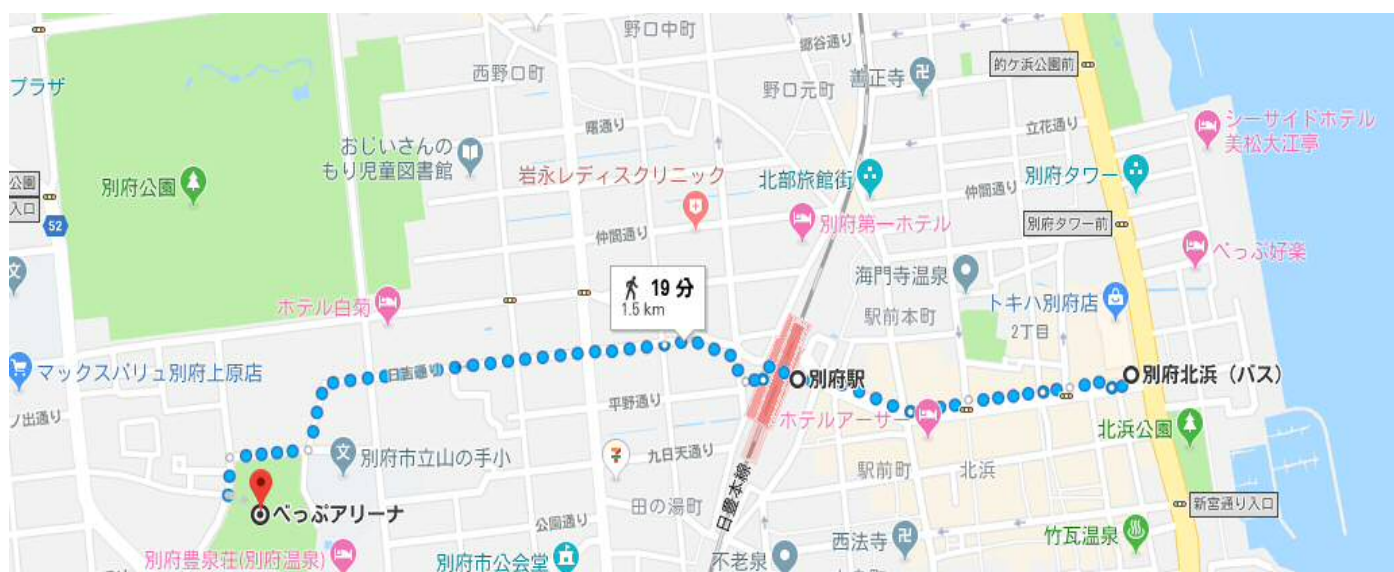 野口中町
郷谷通り
西野口町
善正寺
的ケ浜公園前
プラザ
野口元町
シーサイドホテル
美松大江亭
曙通り
立花通り
おじいさんの
もり児童図書館
岩永レディスクリニック
北部旅館街
別府タワー
別府公園
仲間通り
公園
入口
52
別府第一ホテル
別府タワー前
仲間通り
べっぷ好楽
海門寺温泉
19 分
1.5 km
ホテル白菊
トキハ別府店
駅前本町
2丁目
日吉通り
マックスバリュ別府上原店
別府駅
別府北浜（バス）
平野通り
ノ出通り
ホテルアーサー
北浜公園
別府市立山の手小
九日天通り
駅前町
北浜
日豊本線
べっぷアリーナ
田の湯町
新宮通り入口
公園通り
西法寺
竹瓦温泉
別府豊泉荘(別府温泉)
別府市公会堂
不老泉